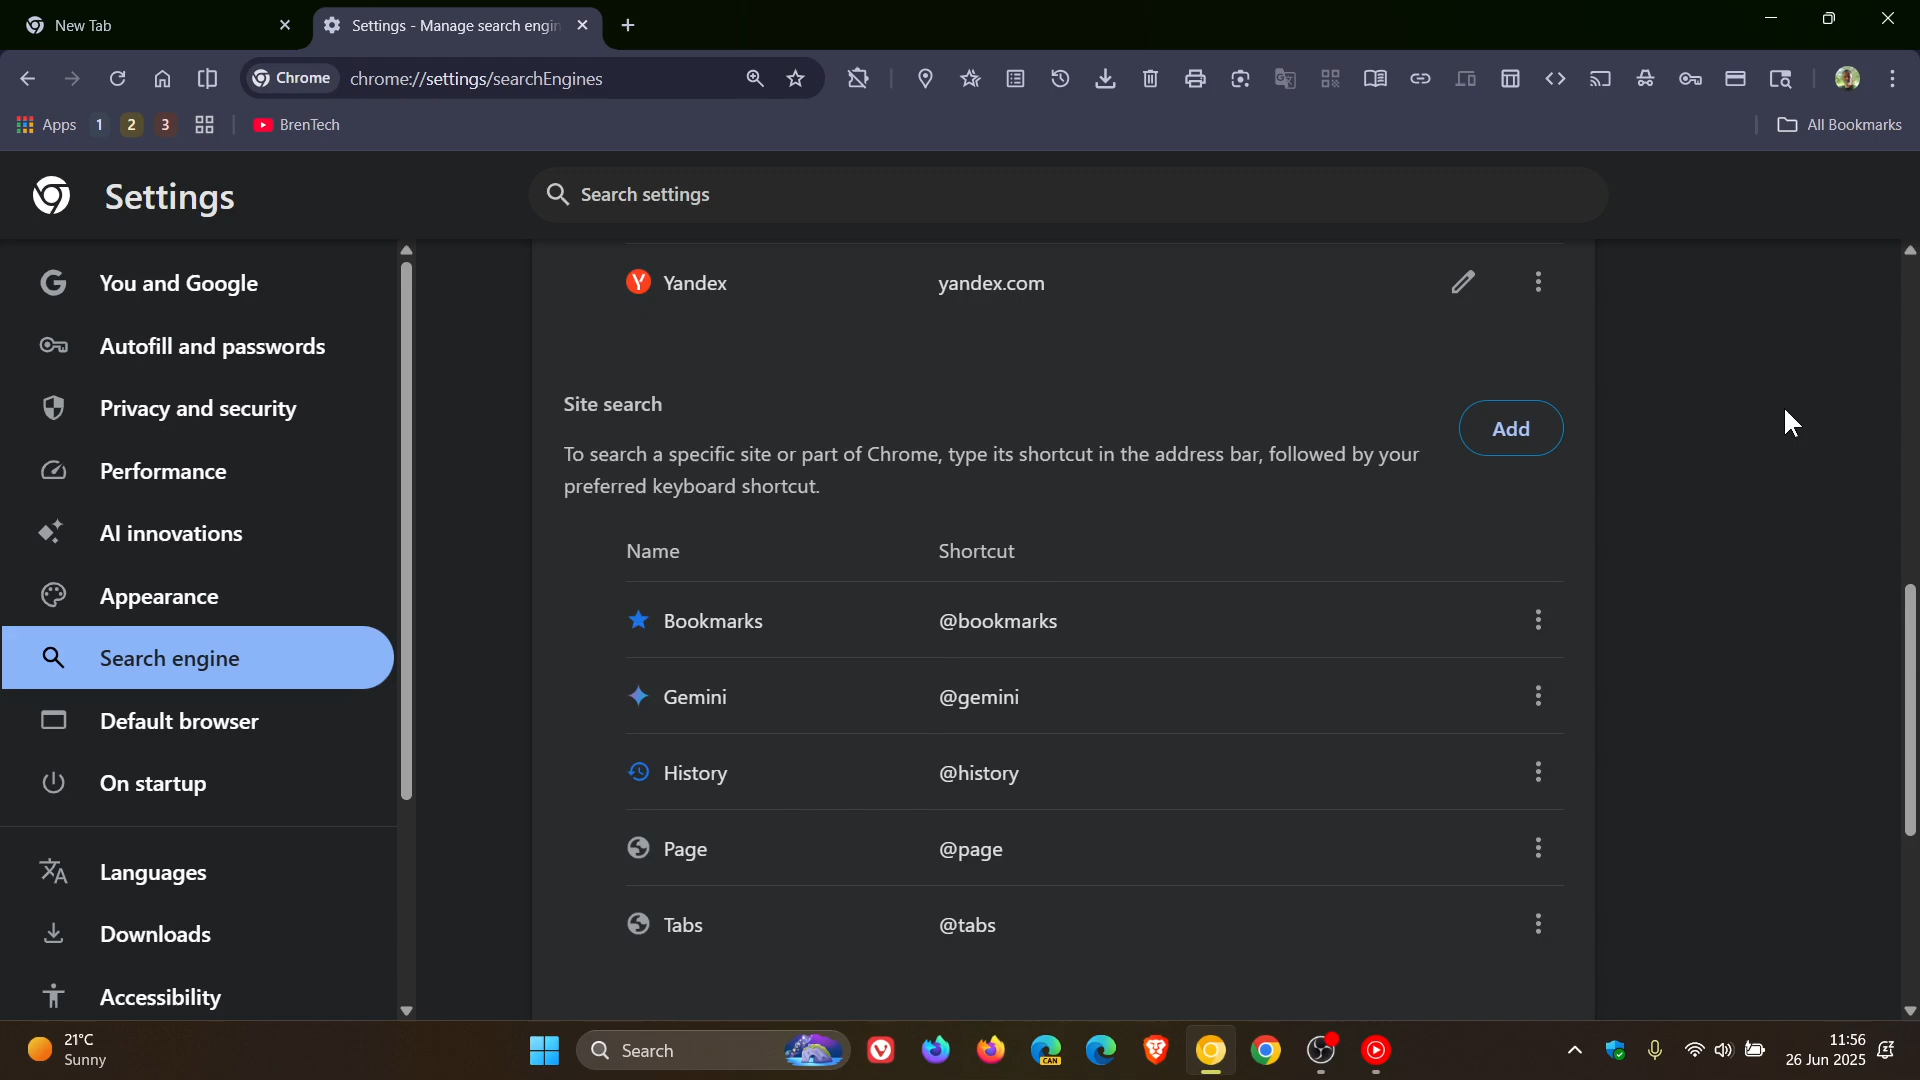 New Tab
Settings - Manage search engin
Chrome
chrome://settings/searchEngines
Apps
1
2
3
BrenTech
All Bookmarks
Settings
Search settings
You and Google
Autofill and passwords
Privacy and security
Performance
AI innovations
Appearance
Search engine
Default browser
On startup
Languages
Downloads
Accessibility
Yandex
yandex.com
Site search
To search a specific site or part of Chrome, type its shortcut in the address bar, followed by your
preferred keyboard shortcut.
Add
Name
Shortcut
Bookmarks
@bookmarks
Gemini
@gemini
History
@history
Page
@page
Tabs
@tabs
21°C
Sunny
Search
CAN
11:56
26 Jun 2025